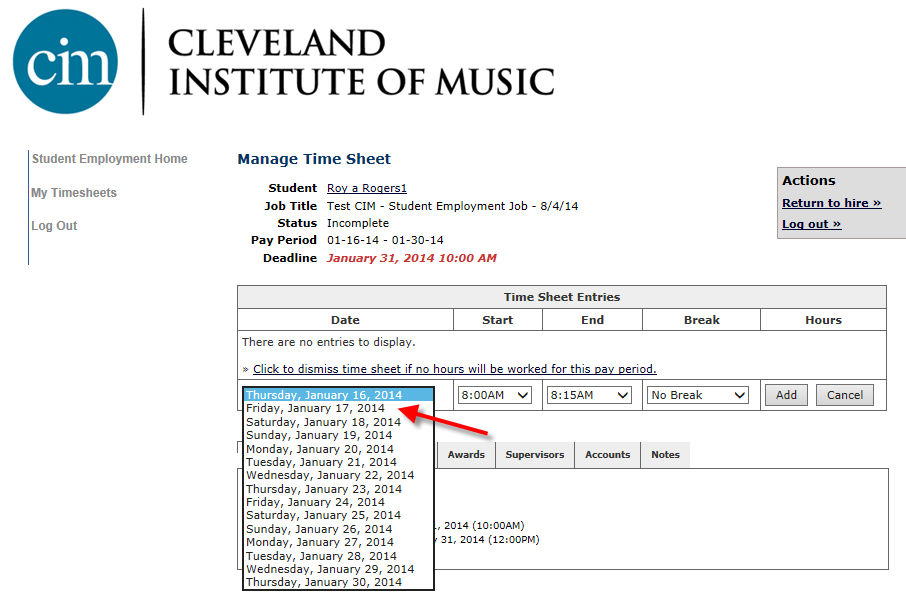 cim
CLEVELAND
INSTITUTE OF MUSIC
Student Employment Home
My Timesheets
Log Out
Manage Time Sheet
Student Roy a Rogers1
Job Title Test CIM - Student Employment Job - 8/4/14
Status Incomplete
Pay Period 01-16-14 - 01-30-14
Deadline January 31, 2014 10:00 AM
Actions
Return to hire »
Log out »
Time Sheet Entries
Date Start End Break Hours
There are no entries to display.
» Click to dismiss time sheet if no hours will be worked for this pay period.
Thursday, January 16, 2014 8:00AM 8:15AM No Break Add Cancel
Friday, January 17, 2014
Saturday, January 18, 2014
Sunday, January 19, 2014
Monday, January 20, 2014
Tuesday, January 21, 2014
Wednesday, January 22, 2014
Thursday, January 23, 2014
Friday, January 24, 2014
Saturday, January 25, 2014
Sunday, January 26, 2014
Monday, January 27, 2014
Tuesday, January 28, 2014
Wednesday, January 29, 2014
Thursday, January 30, 2014
Awards Supervisors Accounts Notes
, 2014 (10:00AM)
31, 2014 (12:00PM)